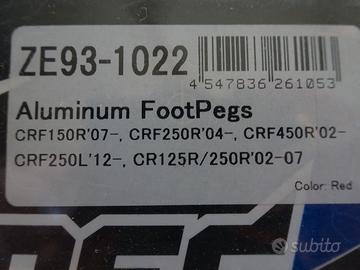 ZE93-1022
4 547836 261053
Aluminum FootPegs
CRF150R'07-, CRF250R'04-, CRF450R'02-
CRF250L'12-, CR125R/250R'02-07
Color: Red
subito